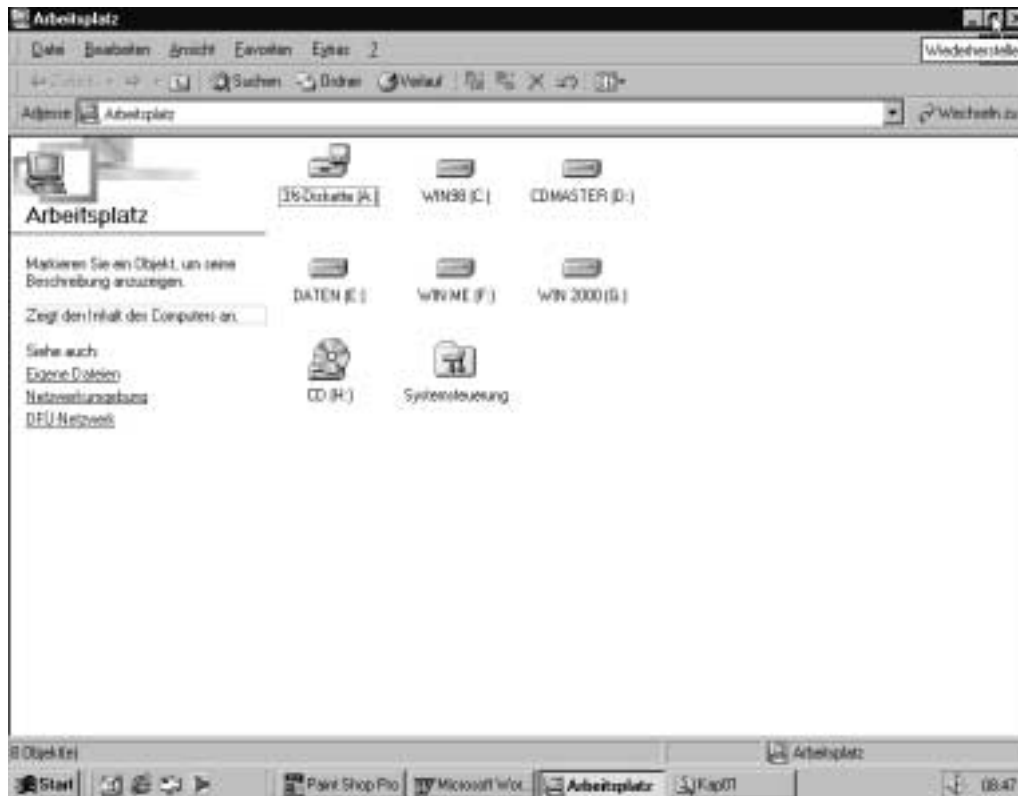 Arbeitsplatz
Datei Bearbeiten Ansicht Favoriten Extras ?
Wiederherstelle
Zurück Suchen Ordner Verlauf
Adresse Arbeitsplatz Wechseln zu
3½-Diskette (A:) WIN98 (C:) CDMASTER (D:)
Arbeitsplatz
Markieren Sie ein Objekt, um seine
Beschreibung anzuzeigen.
DATEN (E:) WIN ME (F:) WIN 2000 (G:)
Zeigt den Inhalt des Computers an.
Siehe auch:
Eigene Dateien
Netzwerkumgebung
DFÜ-Netzwerk
CD (H:) Systemsteuerung
8 Objekt(e) Arbeitsplatz
Start Paint Shop Pro Microsoft Wor... Arbeitsplatz Kap01 08:47